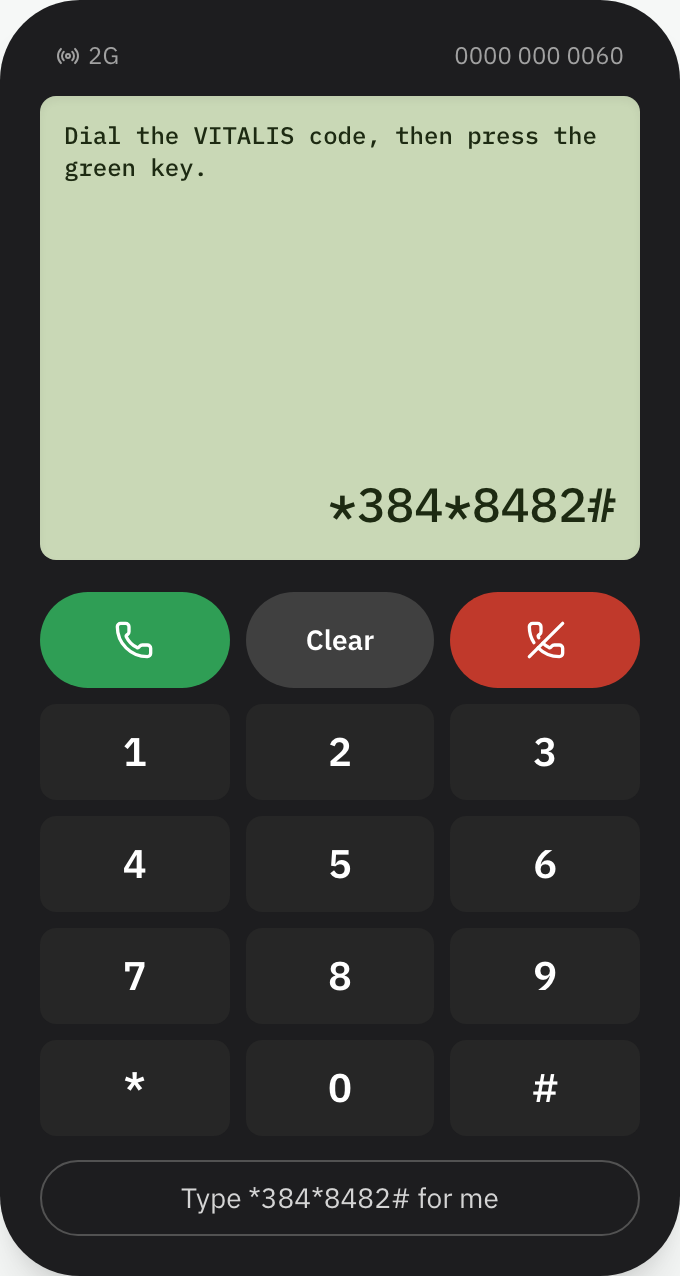 2G
0000 000 0060
Dial the VITALIS code, then press the
green key.
*384*8482#
Clear
1
2
3
4
5
6
7
8
9
*
0
#
Type *384*8482# for me